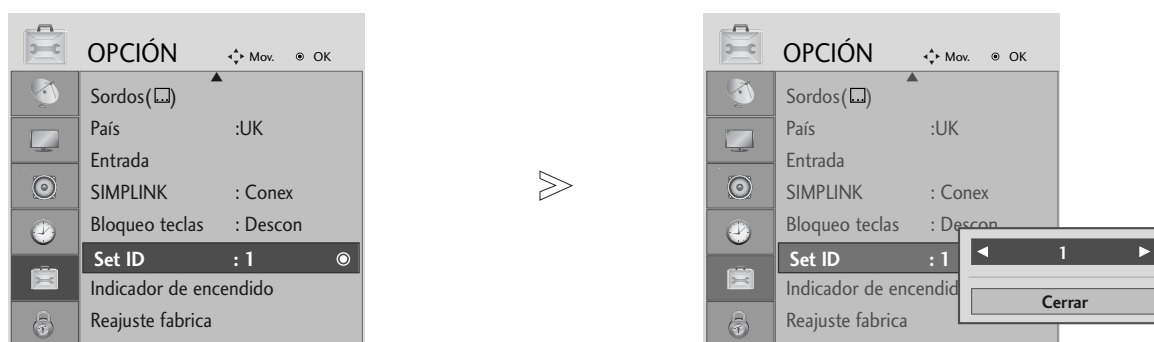 OPCIÓN Mov. OK
Sordos( )
País :UK
Entrada
SIMPLINK : Conex
Bloqueo teclas : Descon
Set ID : 1
Indicador de encendido
Reajuste fabrica
OPCIÓN Mov. OK
Sordos( )
País :UK
Entrada
SIMPLINK : Conex
Bloqueo teclas : Descon
Set ID : 1
Indicador de encendid
Reajuste fabrica
◄ 1 ►
Cerrar